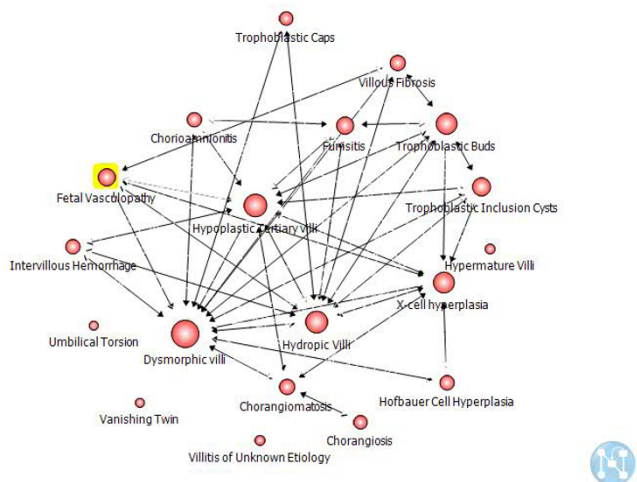 Trophoblastic Caps
Villous Fibrosis
Chorioamnionitis
Funisitis
Trophoblastic Buds
Fetal Vasculopathy
Trophoblastic Inclusion Cysts
Hypoplastic Tertiary villi
Intervillous Hemorrhage
Hypermature Villi
X-cell hyperplasia
Umbilical Torsion
Dysmorphic villi
Hydropic Villi
Chorangiomatosis
Hofbauer Cell Hyperplasia
Vanishing Twin
Chorangiosis
Villitis of Unknown Etiology
N